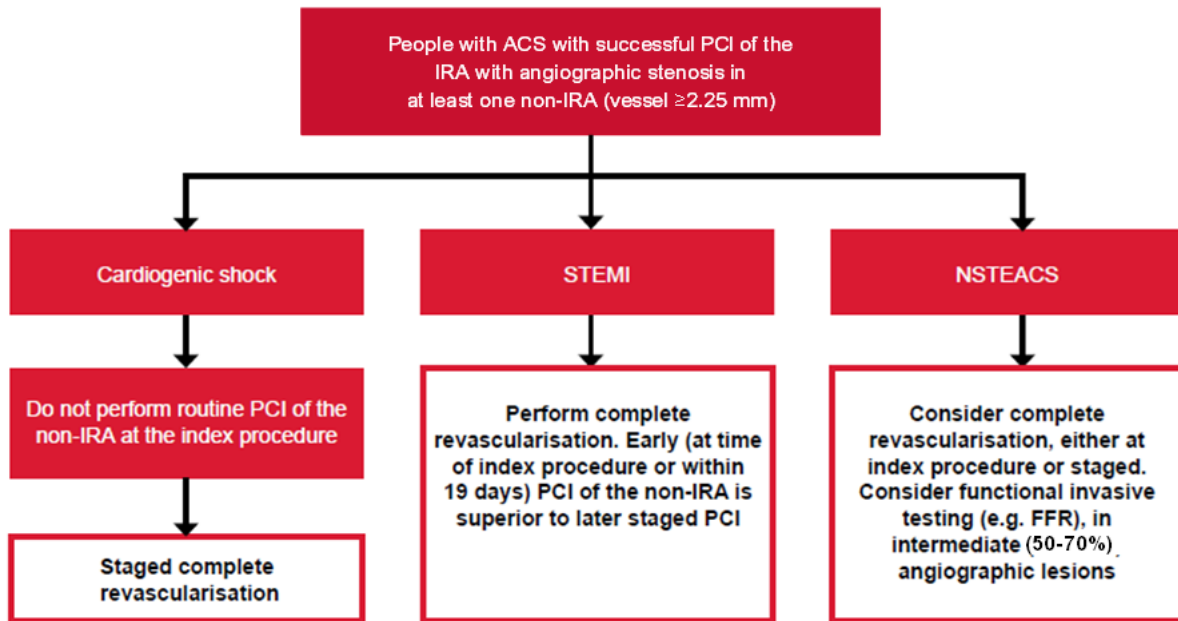 People with ACS with successful PCI of the
IRA with angiographic stenosis in
at least one non-IRA (vessel ≥2.25 mm)
Cardiogenic shock
STEMI
NSTEACS
Do not perform routine PCI of the
non-IRA at the index procedure
Staged complete
revascularisation
Perform complete
revascularisation. Early (at time
of index procedure or within
19 days) PCI of the non-IRA is
superior to later staged PCI
Consider complete
revascularisation, either at
index procedure or staged.
Consider functional invasive
testing (e.g. FFR), in
intermediate (50-70%)
angiographic lesions